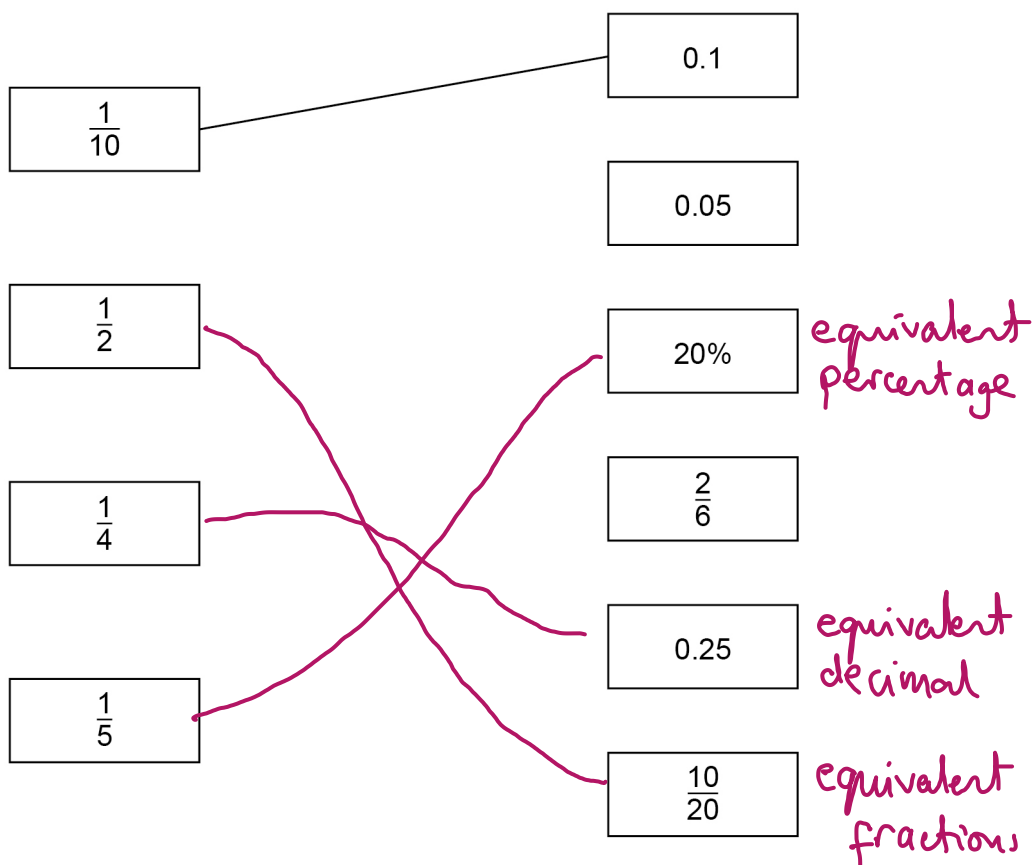 0.1
1/10
0.05
1/2
20%
equivalent
percentage
2/6
1/4
0.25
equivalent
decimal
1/5
10/20
equivalent
fractions